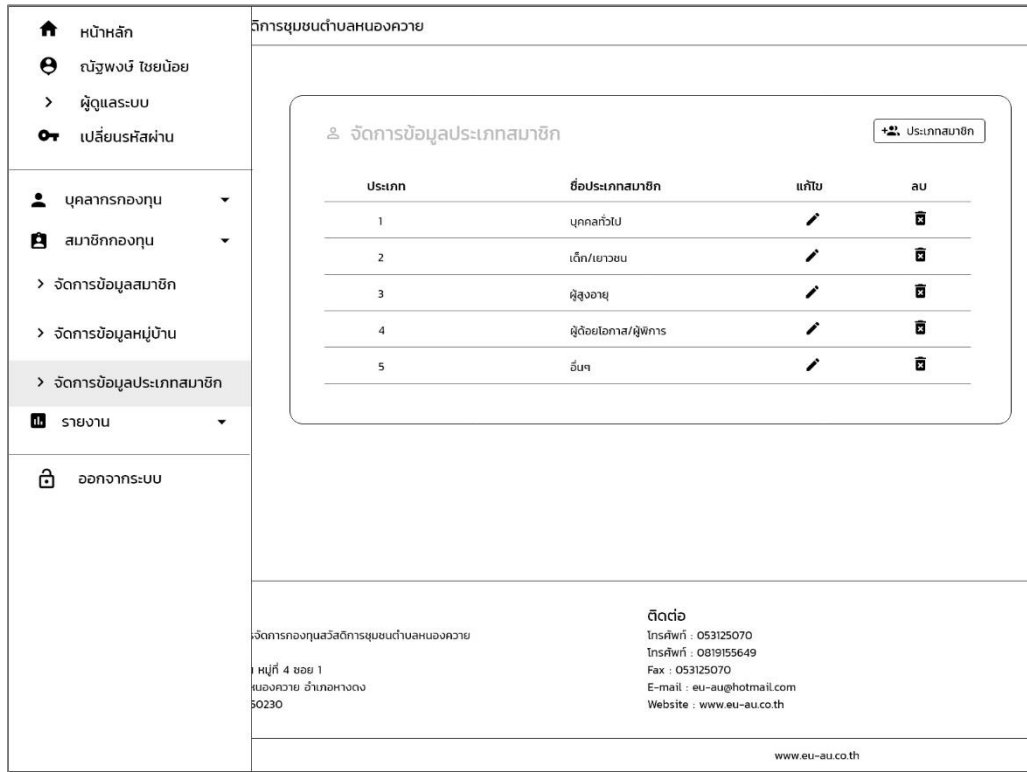 หน้าหลัก
ณัฐพงษ์ ไชยน้อย
ผู้ดูแลระบบ
เปลี่ยนรหัสผ่าน
บุคลากรกองทุน
สมาชิกกองทุน
จัดการข้อมูลสมาชิก
จัดการข้อมูลหมู่บ้าน
จัดการข้อมูลประเภทสมาชิก
รายงาน
ออกจากระบบ
ดิการชุมชนตำบลหนองควาย
จัดการข้อมูลประเภทสมาชิก
ประเภทสมาชิก
ประเภท ชื่อประเภทสมาชิก แก้ไข ลบ
1 บุคคลทั่วไป
2 เด็ก/เยาวชน
3 ผู้สูงอายุ
4 ผู้ด้อยโอกาส/ผู้พิการ
5 อื่นๆ
จัดการกองทุนสวัสดิการชุมชนตำบลหนองควาย
หมู่ที่ 4 ซอย 1
หนองควาย อำเภอหางดง
50230
ติดต่อ
โทรศัพท์ : 053125070
โทรศัพท์ : 0819155649
Fax : 053125070
E-mail : eu-au@hotmail.com
Website : www.eu-au.co.th
www.eu-au.co.th